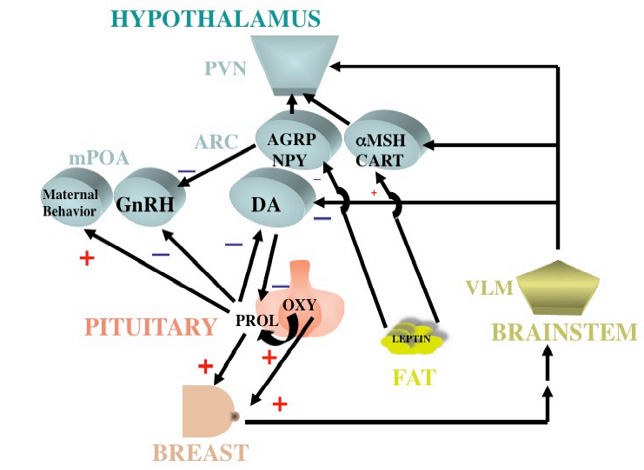 HYPOTHALAMUS
PVN
ARC
AGRP
NPY
αMSH
CART
mPOA
Maternal
Behavior
GnRH
DA
–
–
+
–
–
–
–
+
VLM
OXY
PITUITARY
PROL
LEPTIN
BRAINSTEM
+
+
FAT
+
BREAST